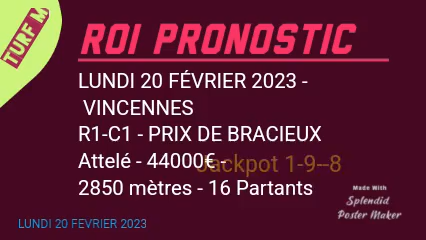 TURF M
ROI PRONOSTIC
LUNDI 20 FÉVRIER 2023 -
VINCENNES
R1-C1 - PRIX DE BRACIEUX
Attelé - 44000€ -
Jackpot 1-9--8
2850 mètres - 16 Partants
Made With
Splendid
Poster Maker
LUNDI 20 FEVRIER 2023